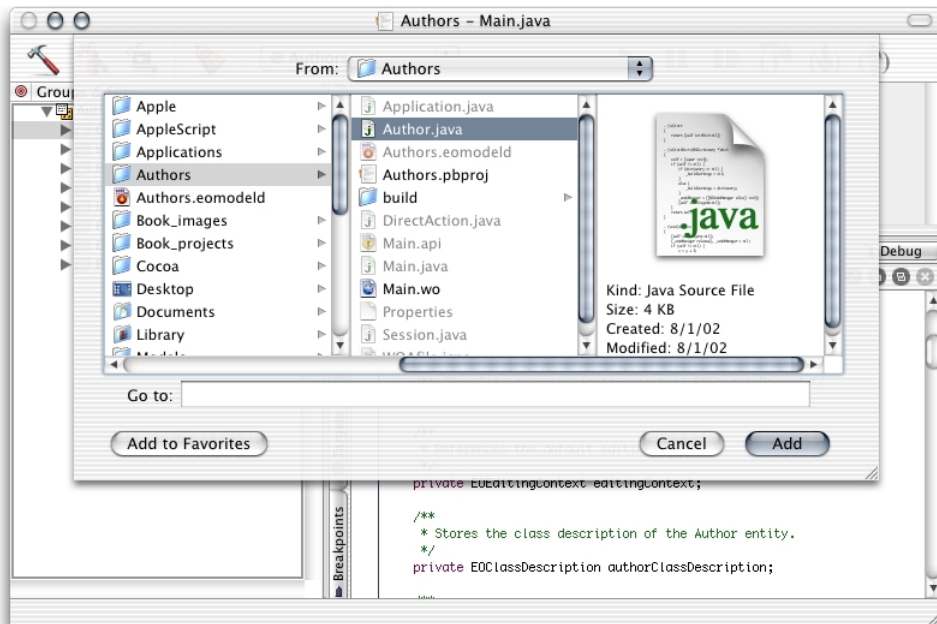 Authors – Main.java
From: Authors
Group
Apple
AppleScript
Applications
Authors
Authors.eomodeld
Book_images
Book_projects
Cocoa
Desktop
Documents
Library
Application.java
Author.java
Authors.eomodeld
Authors.pbproj
build
DirectAction.java
Main.api
Main.java
Main.wo
Properties
Session.java
.java
Kind: Java Source File
Size: 4 KB
Created: 8/1/02
Modified: 8/1/02
Debug
Go to:
Add to Favorites
Cancel
Add
private EOEditingContext editingContext;
/**
* Stores the class description of the Author entity.
*/
private EOClassDescription authorClassDescription;
Breakpoints